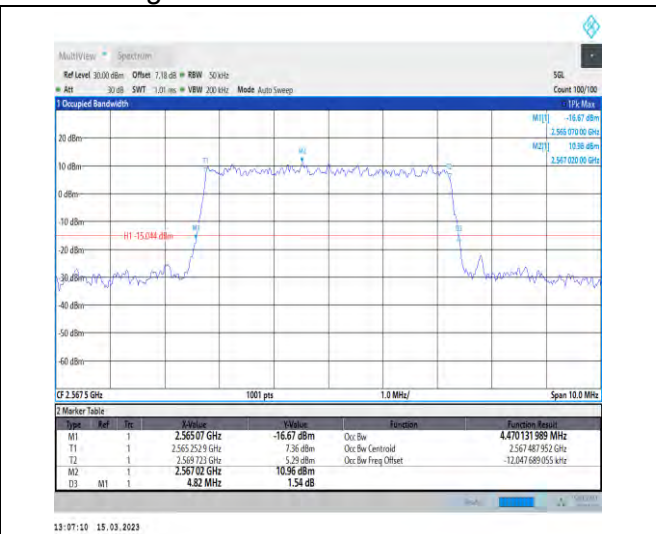 MultiView Spectrum
Ref Level 30.00 dBm Offset 7.18 dB RBW 50 kHz SGL
Att 30 dB SWT 1.01 ms VBW 200 kHz Mode Auto Sweep Count 100/100
1 Occupied Bandwidth 1Pk Max
M1[1] -16.67 dBm
2.565 070 00 GHz
M2[1] 10.96 dBm
2.567 020 00 GHz
20 dBm
10 dBm
0 dBm
-10 dBm
-20 dBm
-30 dBm
-40 dBm
-50 dBm
-60 dBm
T1
M2
M1
H1 -15.044 dBm
CF 2.567 5 GHz 1001 pts 1.0 MHz/ Span 10.0 MHz
2 Marker Table
Type Ref Trc X-Value Y-Value Function Function Result
M1 1 2.56507 GHz -16.67 dBm Occ Bw 4.470 131 989 MHz
T1 1 2.565 252 9 GHz 7.36 dBm Occ Bw Centroid 2.567 487 952 GHz
T2 1 2.569 723 GHz 5.29 dBm Occ Bw Freq Offset -12.047 689 055 kHz
M2 1 2.56702 GHz 10.96 dBm
D3 M1 1 4.82 MHz 1.54 dB
13:07:10 15.03.2023